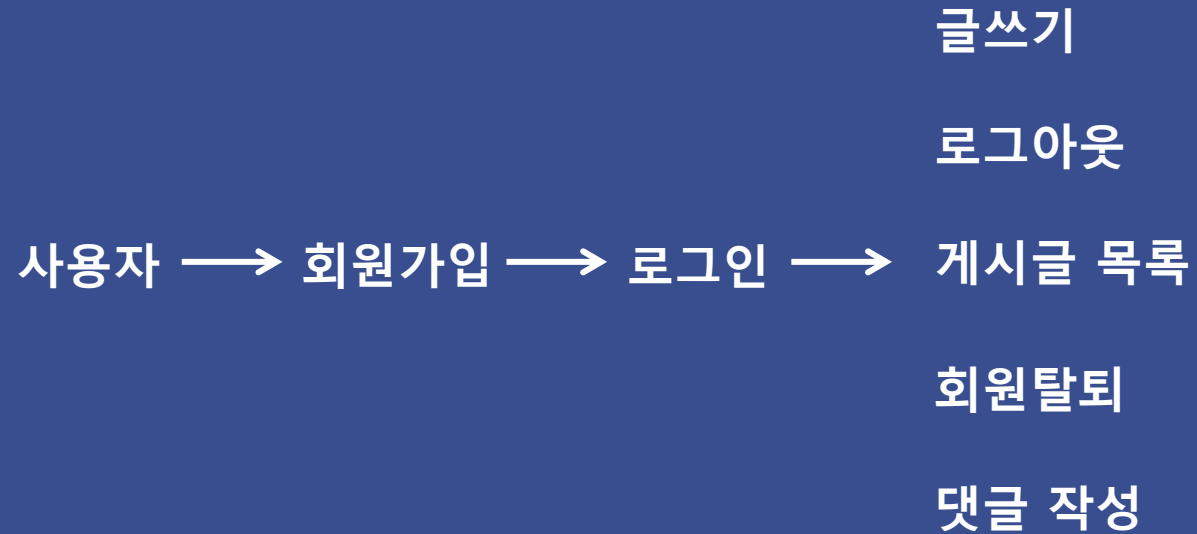 글쓰기
로그아웃
사용자 → 회원가입 → 로그인 → 게시글 목록
회원탈퇴
댓글 작성